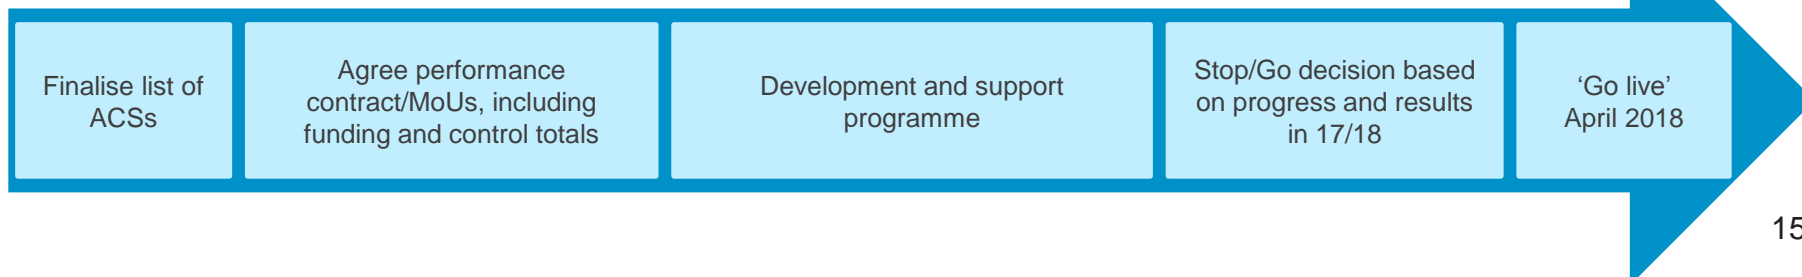 Finalise list of
ACSs
Agree performance
contract/MoUs, including
funding and control totals
Development and support
programme
Stop/Go decision based
on progress and results
in 17/18
‘Go live’
April 2018
15